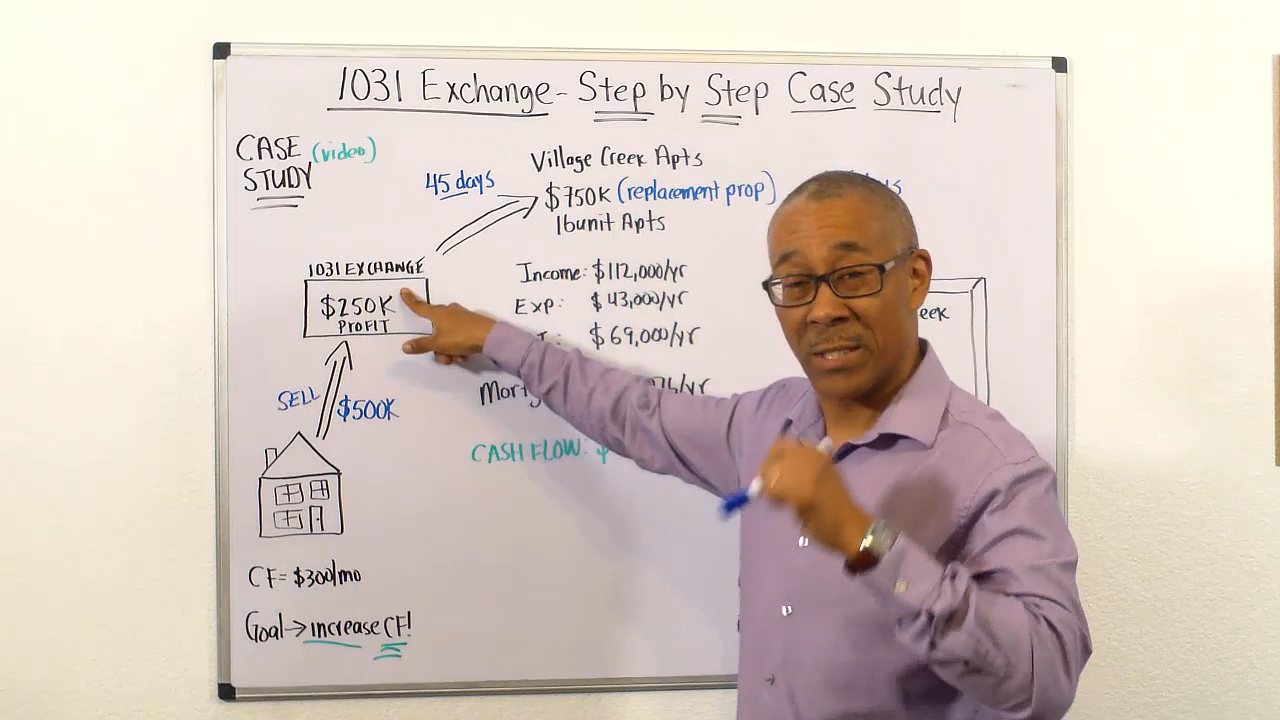 1031 Exchange - Step by Step Case Study
CASE (video)
STUDY
45 days
Village Creek Apts
$750K (replacement prop)
16unit Apts
1031 EXCHANGE
$250K
PROFIT
SELL
$500K
CF= $300/mo
Goal→increase CF!
Income: $112,000/yr
Exp: $43,000/yr
$69,000/yr
/yr
CASH FLOW: